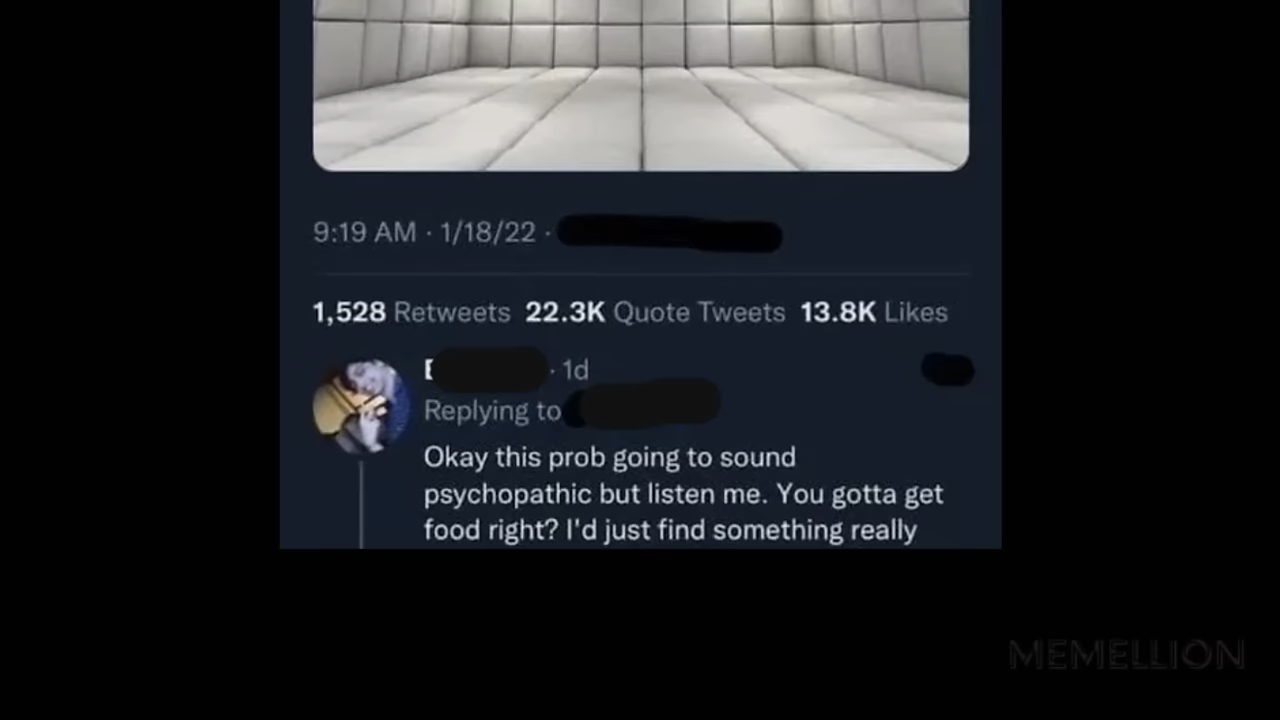 9:19 AM · 1/18/22 ·
1,528 Retweets 22.3K Quote Tweets 13.8K Likes
· 1d
Replying to
Okay this prob going to sound
psychopathic but listen me. You gotta get
food right? I'd just find something really
MEMELLION